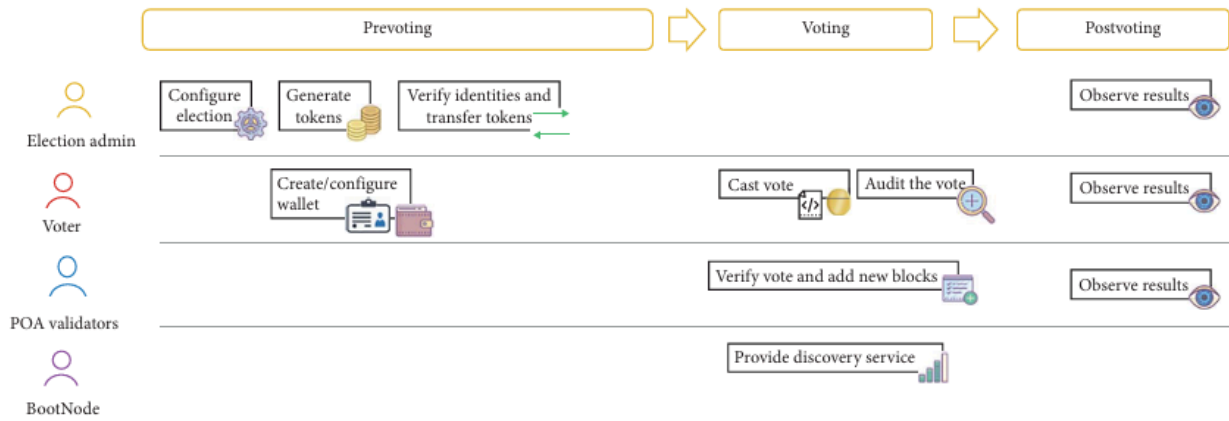 Prevoting
Voting
Postvoting
Configure
election
Generate
tokens
Verify identities and
transfer tokens
Observe results
Election admin
Create/configure
wallet
Cast vote
</>
Audit the vote
Observe results
Voter
Verify vote and add new blocks
Observe results
POA validators
Provide discovery service
BootNode